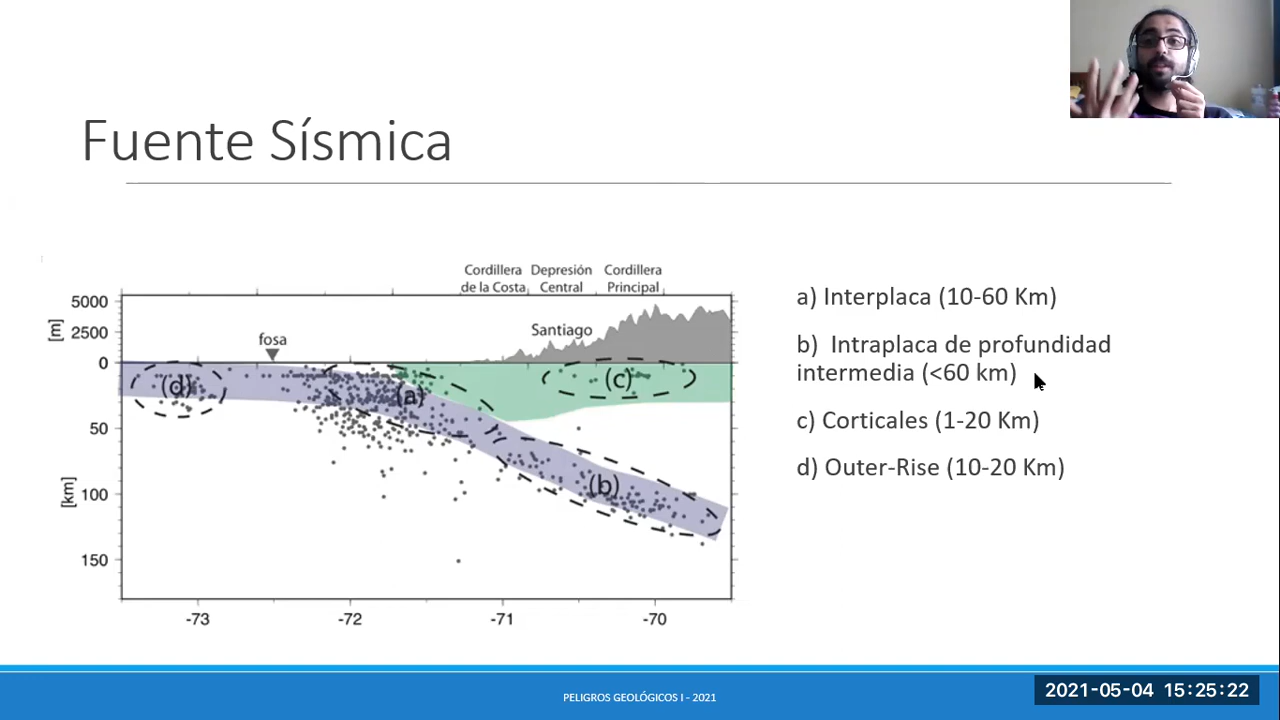 Fuente Sísmica
Cordillera Depresión Cordillera
de la Costa Central Principal
5000
[m]
2500
Santiago
fosa
0
(d)
(c)
(a)
50
(b)
[km]
100
150
-73 -72 -71 -70
a) Interplaca (10-60 Km)
b) Intraplaca de profundidad
intermedia (<60 km)
c) Corticales (1-20 Km)
d) Outer-Rise (10-20 Km)
PELIGROS GEOLÓGICOS I - 2021
2021-05-04 15:25:22